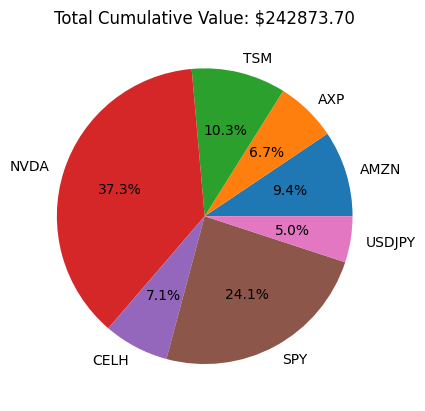 Total Cumulative Value: $242873.70
TSM
AXP
10.3%
6.7%
NVDA
37.3%
AMZN
9.4%
5.0%
USDJPY
7.1%
24.1%
CELH
SPY